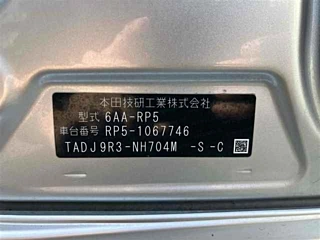 本田技研工業株式会社
型式 6AA-RP5
車台番号 RP5-1067746
TADJ9R3-NH704M -S -C